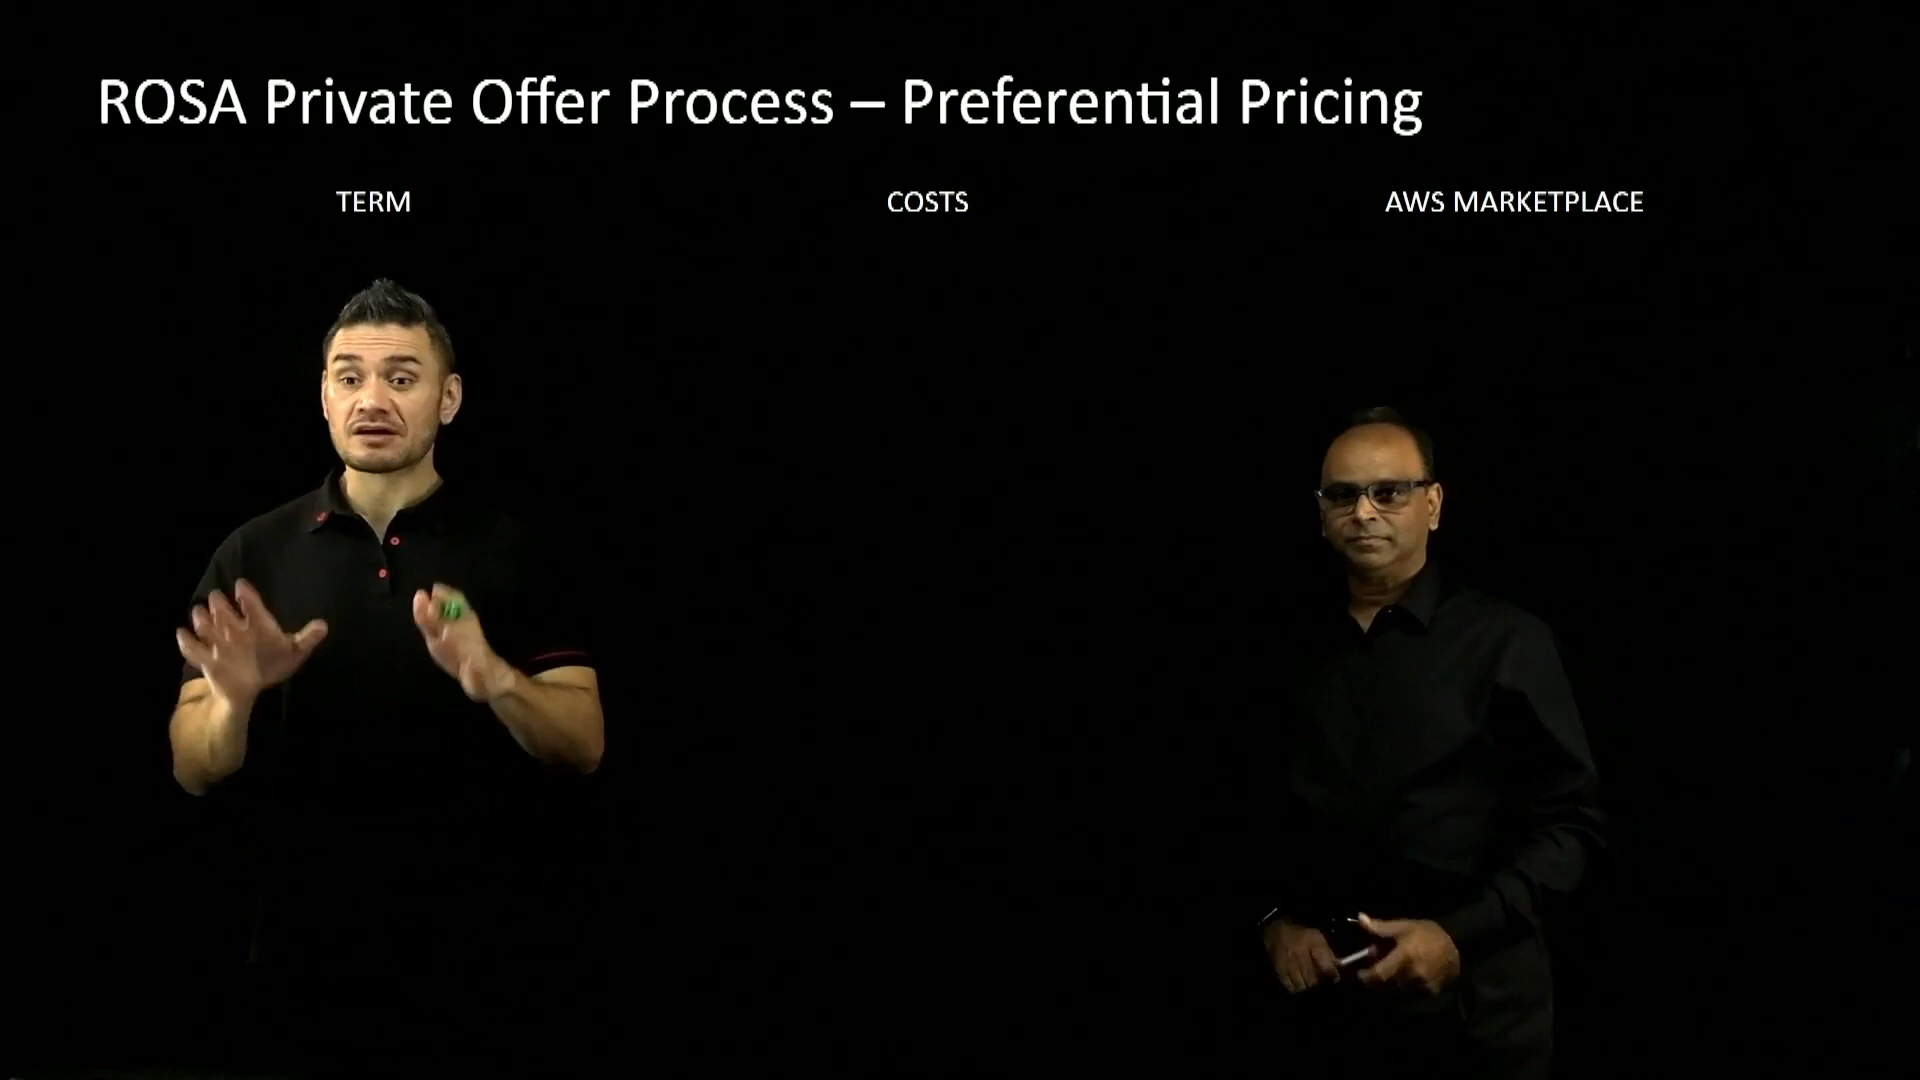 ROSA Private Offer Process – Preferential Pricing
TERM
COSTS
AWS MARKETPLACE